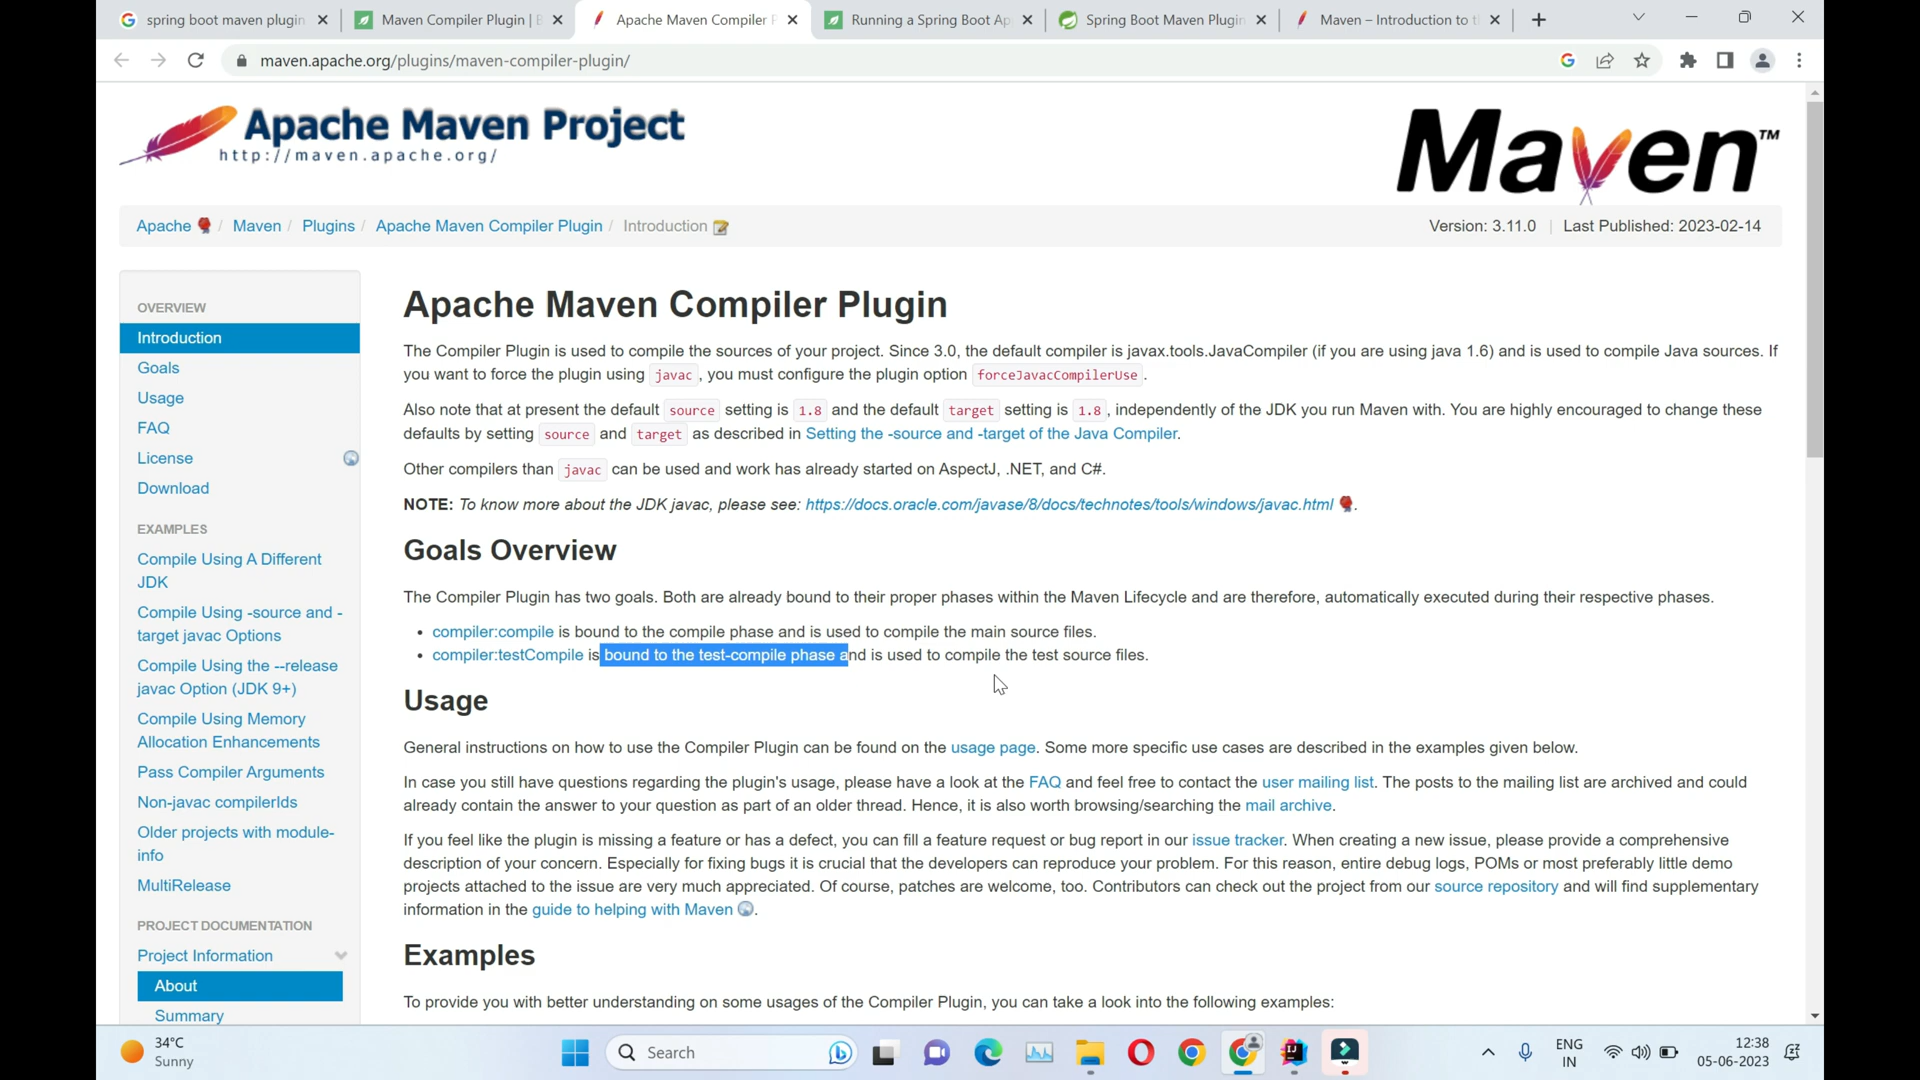 spring boot maven plugin
Maven Compiler Plugin | B
Apache Maven Compiler P
Running a Spring Boot Ap
Spring Boot Maven Plugin
Maven – Introduction to t
maven.apache.org/plugins/maven-compiler-plugin/
Apache Maven Project
http://maven.apache.org/
Maven™
Apache / Maven / Plugins / Apache Maven Compiler Plugin / Introduction
Version: 3.11.0 | Last Published: 2023-02-14
OVERVIEW
Introduction
Goals
Usage
FAQ
License
Download
EXAMPLES
Compile Using A Different
JDK
Compile Using -source and -
target javac Options
Compile Using the --release
javac Option (JDK 9+)
Compile Using Memory
Allocation Enhancements
Pass Compiler Arguments
Non-javac compilerIds
Older projects with module-
info
MultiRelease
PROJECT DOCUMENTATION
Project Information
About
Summary
Apache Maven Compiler Plugin
The Compiler Plugin is used to compile the sources of your project. Since 3.0, the default compiler is javax.tools.JavaCompiler (if you are using java 1.6) and is used to compile Java sources. If
you want to force the plugin using javac , you must configure the plugin option forceJavacCompilerUse .
Also note that at present the default source setting is 1.8 and the default target setting is 1.8 , independently of the JDK you run Maven with. You are highly encouraged to change these
defaults by setting source and target as described in Setting the -source and -target of the Java Compiler.
Other compilers than javac can be used and work has already started on AspectJ, .NET, and C#.
NOTE: To know more about the JDK javac, please see: https://docs.oracle.com/javase/8/docs/technotes/tools/windows/javac.html .
Goals Overview
The Compiler Plugin has two goals. Both are already bound to their proper phases within the Maven Lifecycle and are therefore, automatically executed during their respective phases.
• compiler:compile is bound to the compile phase and is used to compile the main source files.
• compiler:testCompile is bound to the test-compile phase and is used to compile the test source files.
Usage
General instructions on how to use the Compiler Plugin can be found on the usage page. Some more specific use cases are described in the examples given below.
In case you still have questions regarding the plugin's usage, please have a look at the FAQ and feel free to contact the user mailing list. The posts to the mailing list are archived and could
already contain the answer to your question as part of an older thread. Hence, it is also worth browsing/searching the mail archive.
If you feel like the plugin is missing a feature or has a defect, you can fill a feature request or bug report in our issue tracker. When creating a new issue, please provide a comprehensive
description of your concern. Especially for fixing bugs it is crucial that the developers can reproduce your problem. For this reason, entire debug logs, POMs or most preferably little demo
projects attached to the issue are very much appreciated. Of course, patches are welcome, too. Contributors can check out the project from our source repository and will find supplementary
information in the guide to helping with Maven .
Examples
To provide you with better understanding on some usages of the Compiler Plugin, you can take a look into the following examples:
34°C
Sunny
Search
ENG
IN
12:38
05-06-2023